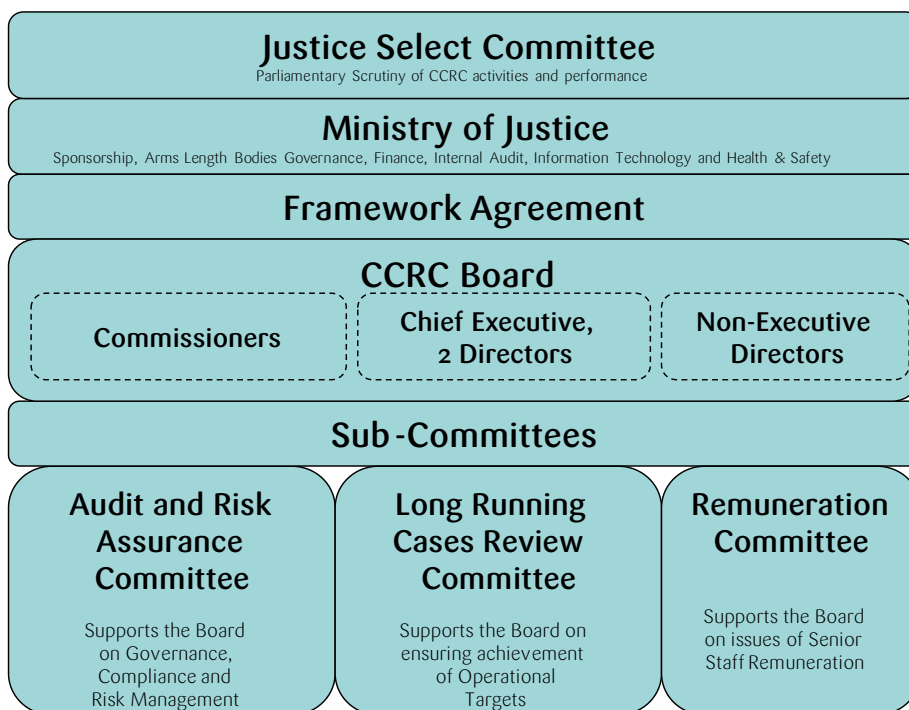 Justice Select Committee
Parliamentary Scrutiny of CCRC activities and performance
Ministry of Justice
Sponsorship, Arms Length Bodies Governance, Finance, Internal Audit, Information Technology and Health & Safety
Framework Agreement
CCRC Board
Commissioners
Chief Executive,
2 Directors
Non-Executive
Directors
Sub-Committees
Audit and Risk
Assurance
Committee
Supports the Board
on Governance,
Compliance and
Risk Management
Long Running
Cases Review
Committee
Supports the Board on
ensuring achievement
of Operational
Targets
Remuneration
Committee
Supports the Board
on issues of Senior
Staff Remuneration